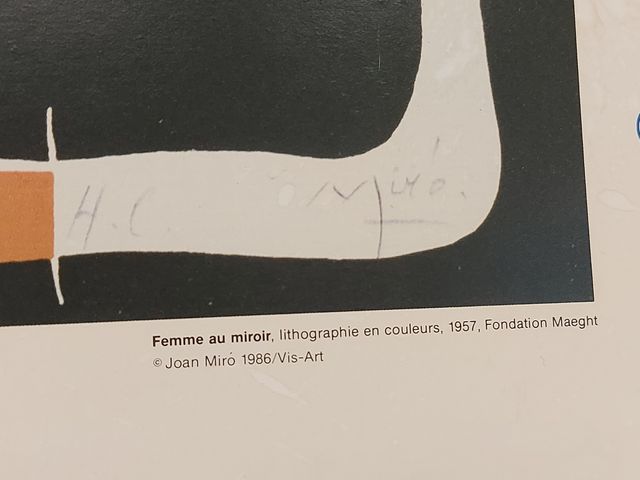 H.C. Miró.
Femme au miroir, lithographie en couleurs, 1957, Fondation Maeght
© Joan Miró 1986/Vis-Art